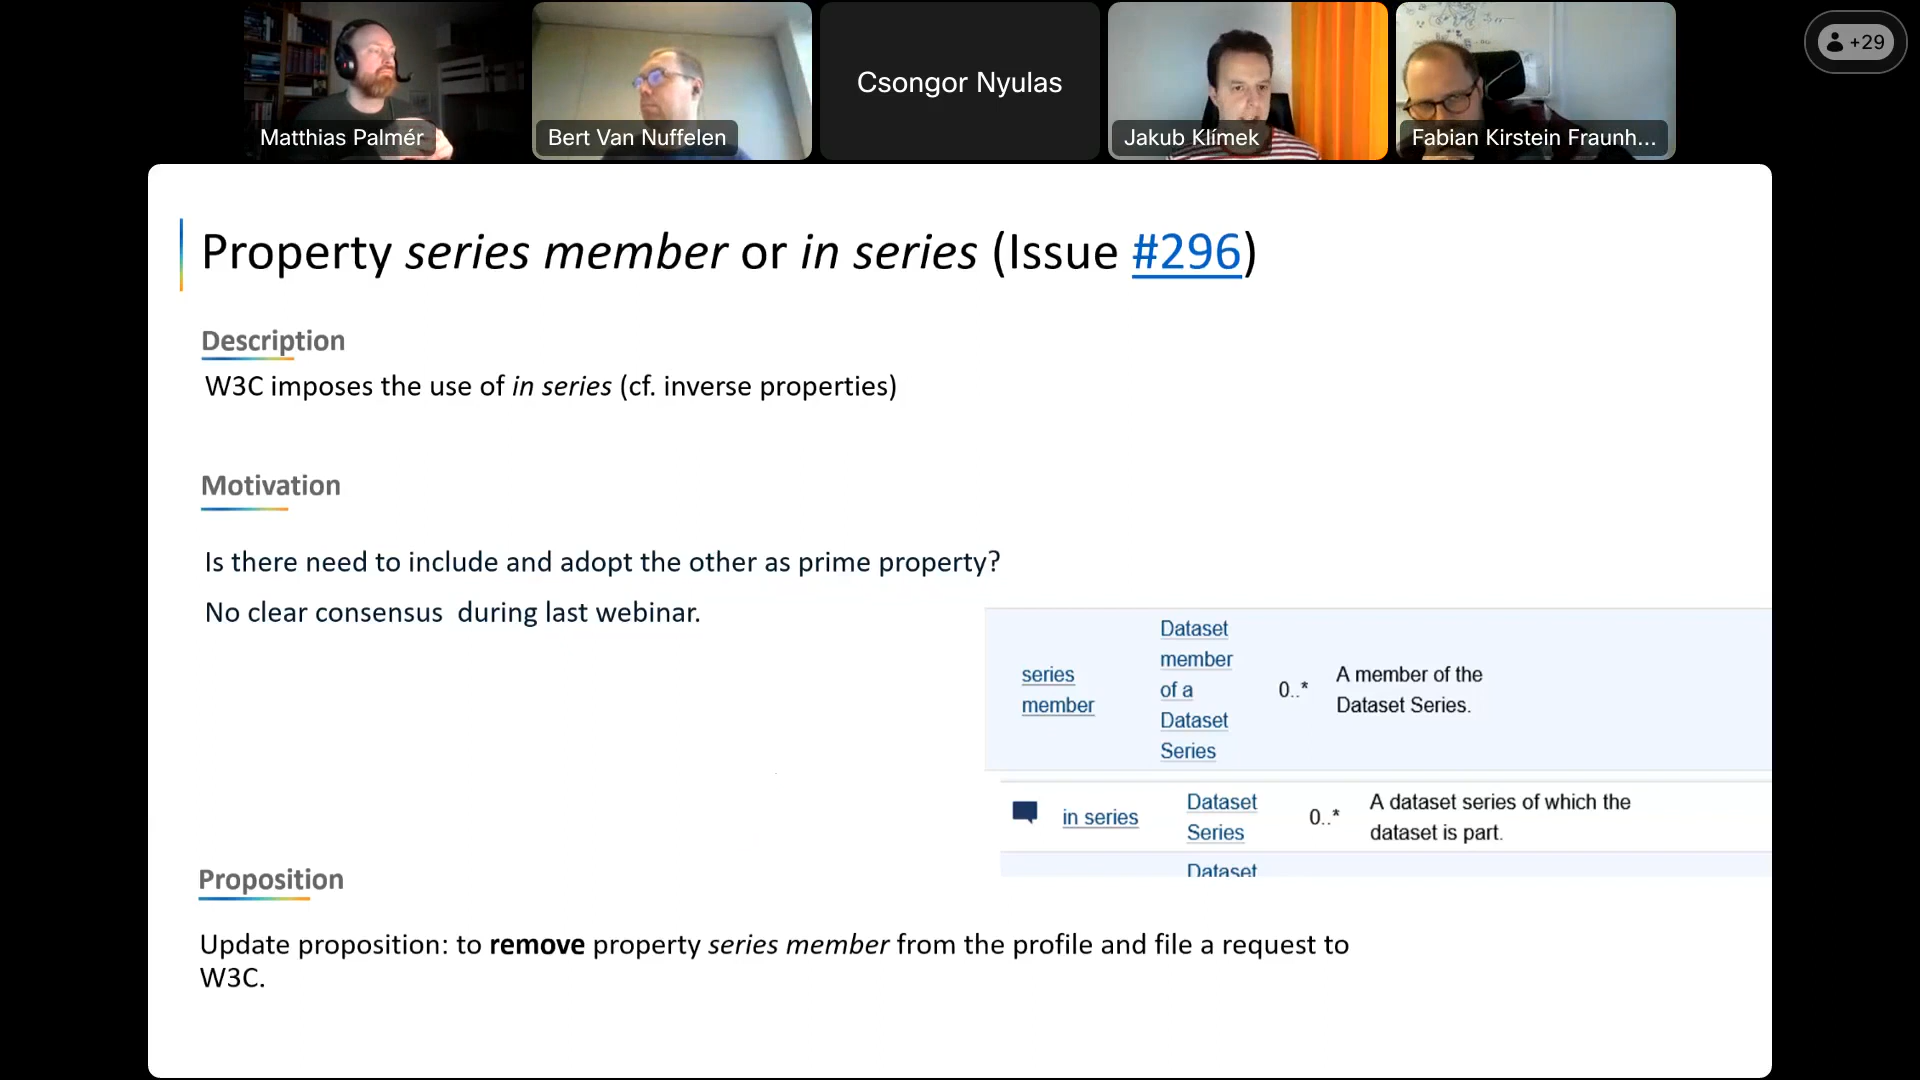 Matthias Palmér
Bert Van Nuffelen
Csongor Nyulas
Jakub Klímek
Fabian Kirstein Fraunh...
+29
Property series member or in series (Issue #296)
Description
W3C imposes the use of in series (cf. inverse properties)
Motivation
Is there need to include and adopt the other as prime property?
No clear consensus during last webinar.
series
member
Dataset
member
of a
Dataset
Series
0..*
A member of the
Dataset Series.
in series
Dataset
Series
0..*
A dataset series of which the
dataset is part.
Dataset
Proposition
Update proposition: to remove property series member from the profile and file a request to
W3C.